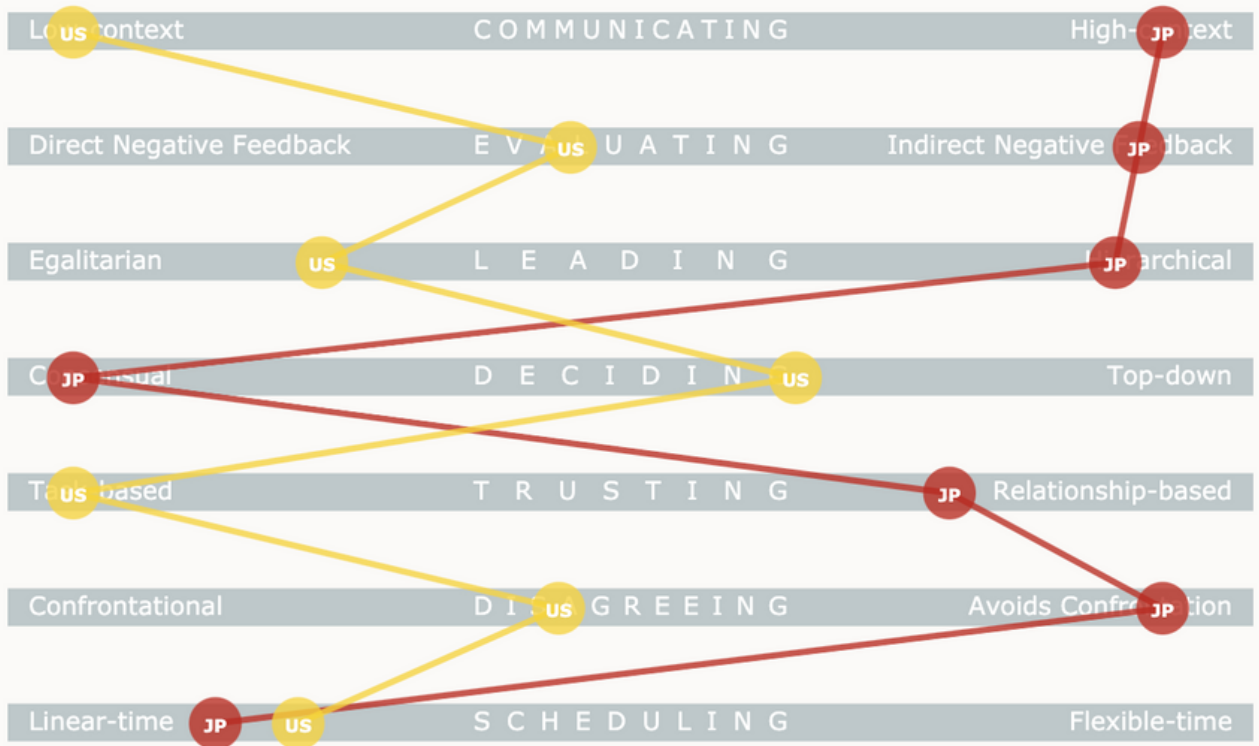 Low-context US COMMUNICATING High-context JP
Direct Negative Feedback EVALUATING US Indirect Negative Feedback JP
Egalitarian US LEADING JP Hierarchical
Consensual JP DECIDING US Top-down
Task-based US TRUSTING JP Relationship-based
Confrontational DISAGREEING US Avoids Confrontation JP
Linear-time JP US SCHEDULING Flexible-time